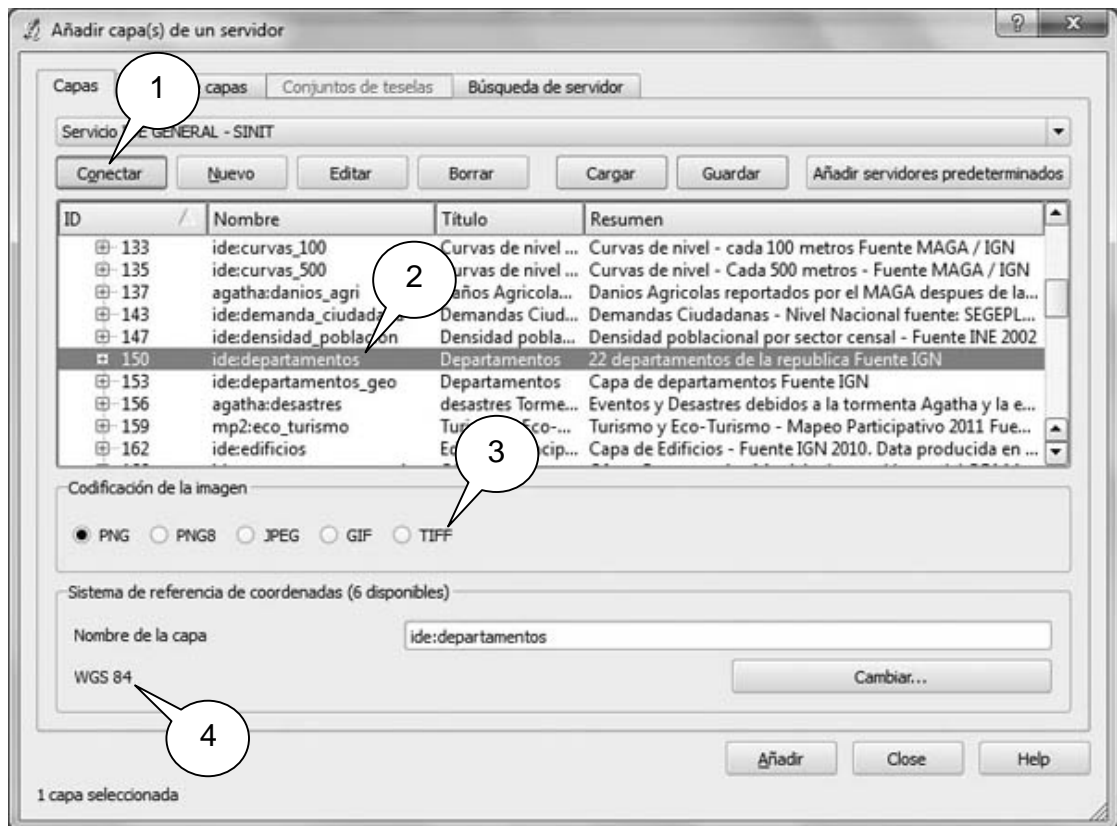 Añadir capa(s) de un servidor
Capas capas Conjuntos de teselas Búsqueda de servidor
1
Servicio GENERAL - SINIT
Conectar Nuevo Editar Borrar Cargar Guardar Añadir servidores predeterminados
ID Nombre Título Resumen
133 ide:curvas_100 Curvas de nivel ... Curvas de nivel - cada 100 metros Fuente MAGA / IGN
135 ide:curvas_500 Curvas de nivel ... Curvas de nivel - Cada 500 metros - Fuente MAGA / IGN
2
137 agatha:danios_agri Daños Agricola... Danios Agricolas reportados por el MAGA despues de la...
143 ide:demanda_ciudadana Demandas Ciud... Demandas Ciudadanas - Nivel Nacional fuente: SEGEPL...
147 ide:densidad_poblacion Densidad pobla... Densidad poblacional por sector censal - Fuente INE 2002
150 ide:departamentos Departamentos 22 departamentos de la republica Fuente IGN
153 ide:departamentos_geo Departamentos Capa de departamentos Fuente IGN
156 agatha:desastres desastres Torme... Eventos y Desastres debidos a la tormenta Agatha y la e...
159 mp2:eco_turismo Eco-... Turismo y Eco-Turismo - Mapeo Participativo 2011 Fue...
162 ide:edificios Capa de Edificios - Fuente IGN 2010. Data producida en ...
3
Codificación de la imagen
PNG PNG8 JPEG GIF TIFF
Sistema de referencia de coordenadas (6 disponibles)
Nombre de la capa ide:departamentos
WGS 84 Cambiar...
4
Añadir Close Help
1 capa seleccionada